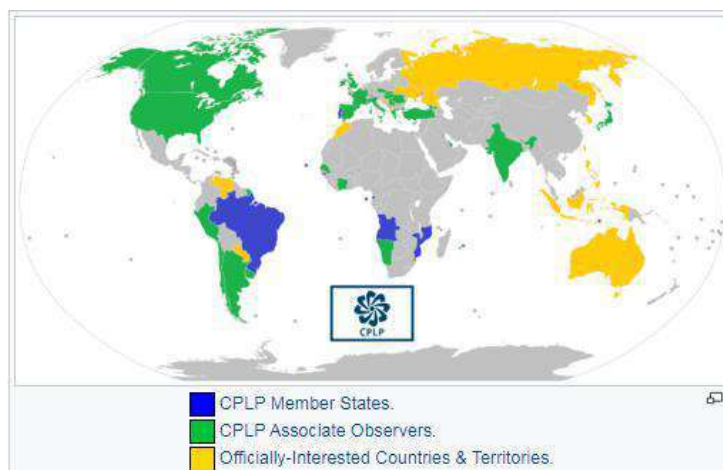 CPLP
CPLP Member States.
CPLP Associate Observers.
Officially-Interested Countries & Territories.